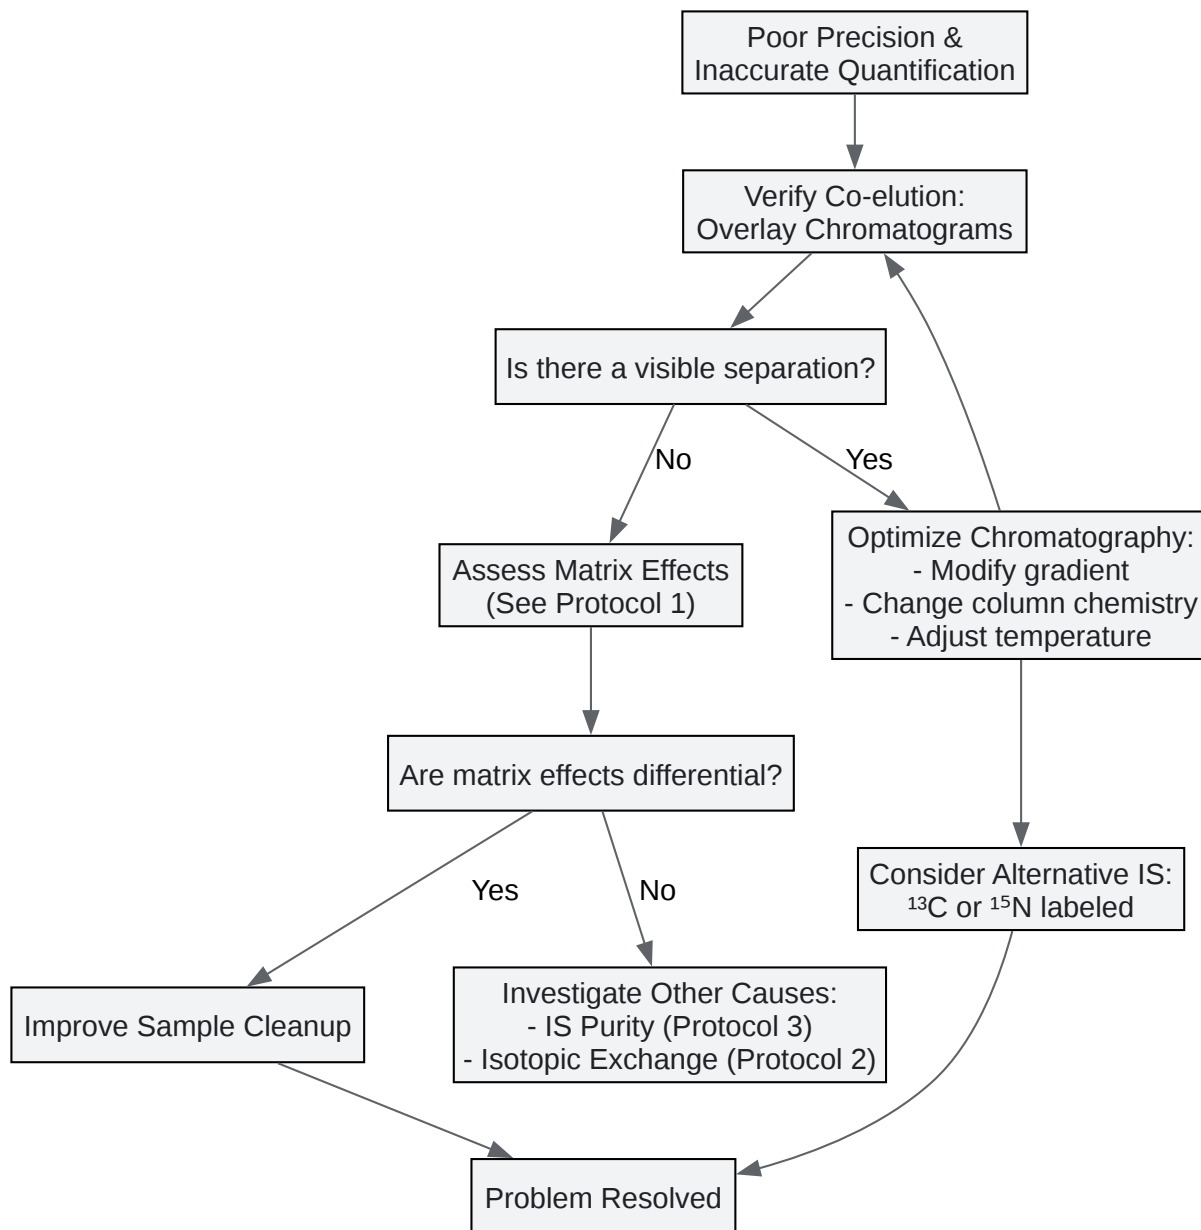 Poor Precision &
Inaccurate Quantification
Verify Co-elution:
Overlay Chromatograms
Is there a visible separation?
No
Yes
Assess Matrix Effects
(See Protocol 1)
Optimize Chromatography:
- Modify gradient
- Change column chemistry
- Adjust temperature
Are matrix effects differential?
Yes
No
Consider Alternative IS:
¹³C or ¹⁵N labeled
Improve Sample Cleanup
Investigate Other Causes:
- IS Purity (Protocol 3)
- Isotopic Exchange (Protocol 2)
Problem Resolved